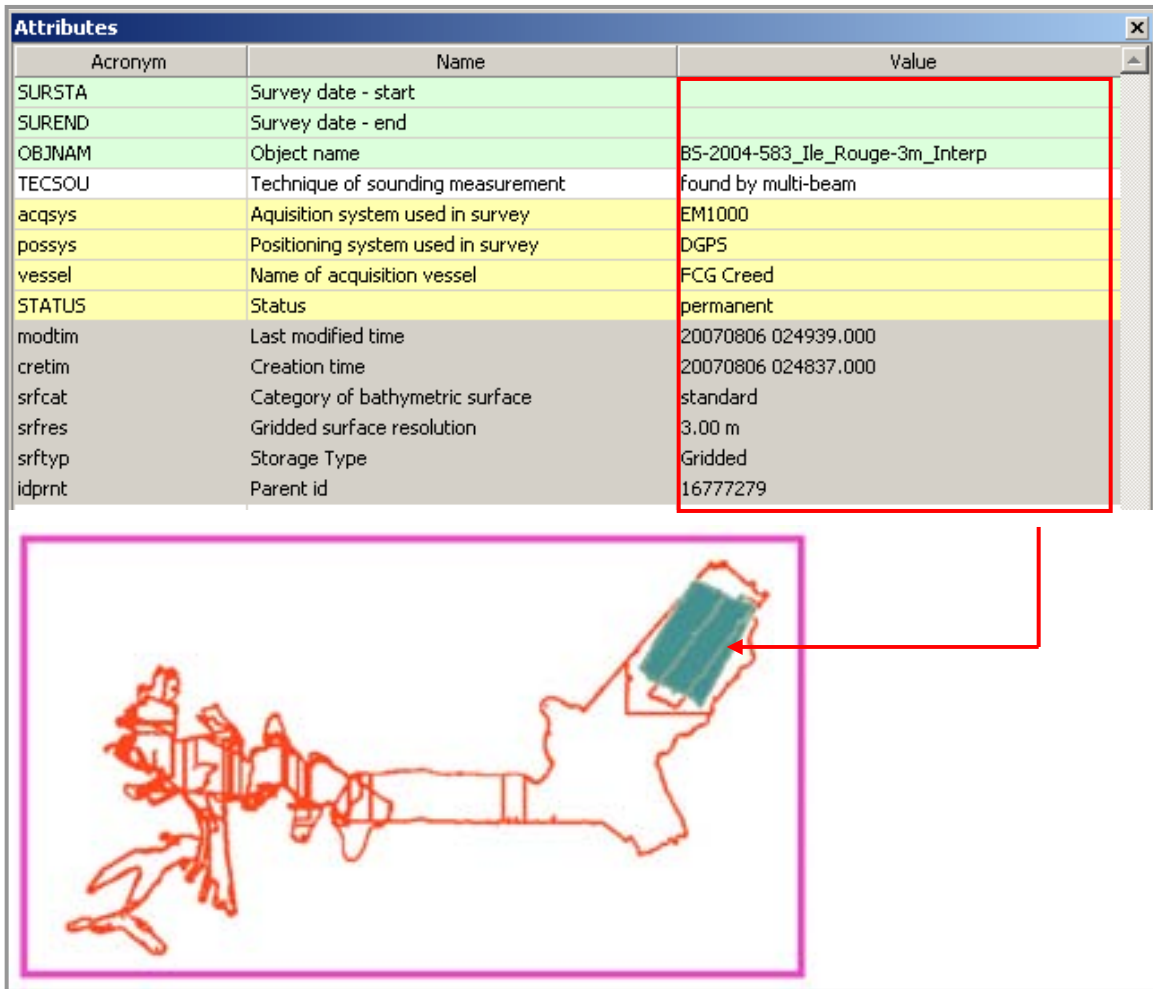 Attributes
Acronym Name Value
SURSTA Survey date - start
SUREND Survey date - end
OBJNAM Object name BS-2004-583_Ile_Rouge-3m_Interp
TECSOU Technique of sounding measurement found by multi-beam
acqsys Aquisition system used in survey EM1000
possys Positioning system used in survey DGPS
vessel Name of acquisition vessel FCG Creed
STATUS Status permanent
modtim Last modified time 20070806 024939.000
cretim Creation time 20070806 024837.000
srfcat Category of bathymetric surface standard
srfres Gridded surface resolution 3.00 m
srftyp Storage Type Gridded
idprnt Parent id 16777279